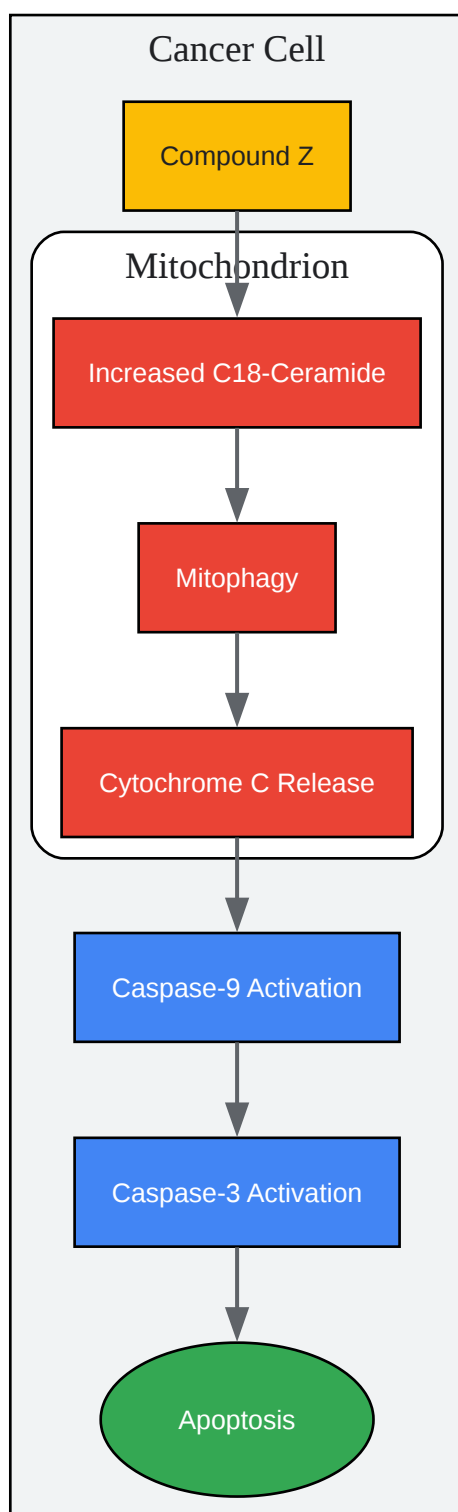 Cancer Cell
Compound Z
Mitochondrion
Increased C18-Ceramide
Mitophagy
Cytochrome C Release
Caspase-9 Activation
Caspase-3 Activation
Apoptosis